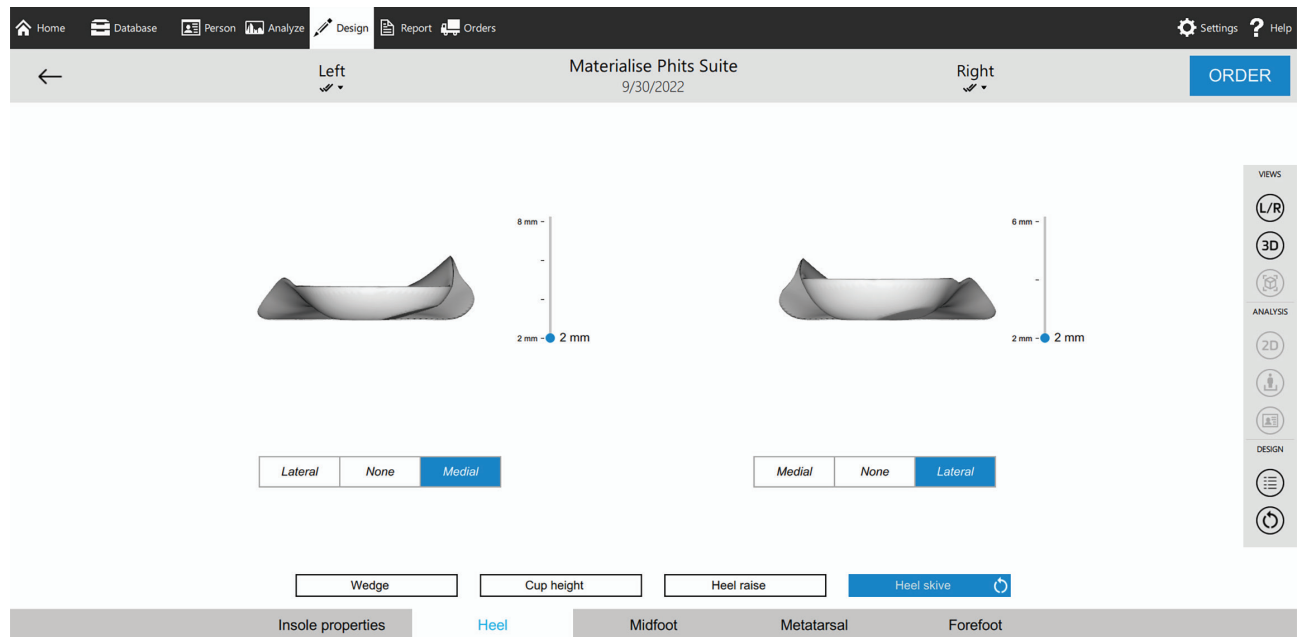 Home Database Person Analyze Design Report Orders Settings ? Help
Left Materialise Phits Suite Right ORDER
9/30/2022
VIEWS
L/R
3D
8 mm
2 mm 2 mm
6 mm
2 mm 2 mm
ANALYSIS
2D
DESIGN
Lateral None Medial
Medial None Lateral
Wedge Cup height Heel raise Heel skive
Insole properties Heel Midfoot Metatarsal Forefoot